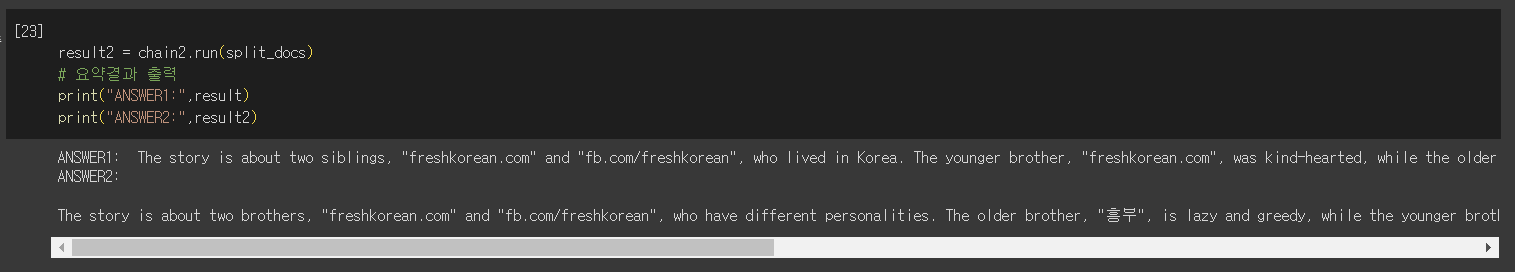 [23]
result2 = chain2.run(split_docs)
# 요약결과 출력
print("ANSWER1:",result)
print("ANSWER2:",result2)
ANSWER1:  The story is about two siblings, "freshkorean.com" and "fb.com/freshkorean", who lived in Korea. The younger brother, "freshkorean.com", was kind-hearted, while the older
ANSWER2:
The story is about two brothers, "freshkorean.com" and "fb.com/freshkorean", who have different personalities. The older brother, "흥부", is lazy and greedy, while the younger brot